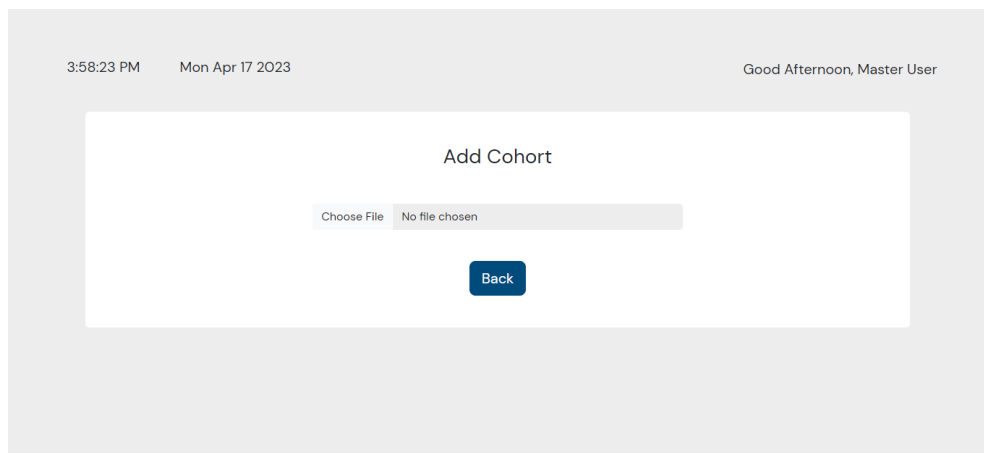 3:58:23 PM Mon Apr 17 2023
Good Afternoon, Master User
Add Cohort
Choose File No file chosen
Back